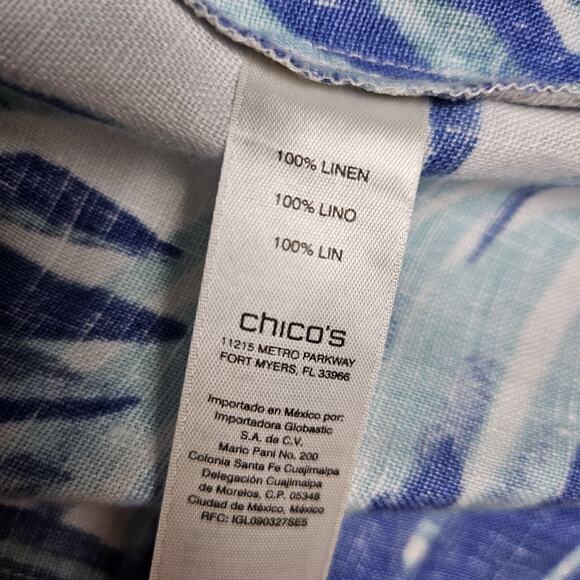 100% LINEN
100% LINO
100% LIN
chico's
11215 METRO PARKWAY
FORT MYERS, FL 33966
Importado en México por:
Importadora Globastic
S.A. de C.V.
Mario Pani No. 200
Colonia Santa Fe Cuajimalpa
Delegación Cuajimalpa
de Morelos, C.P. 05348
Ciudad de México, México
RFC: IGL090327SE5